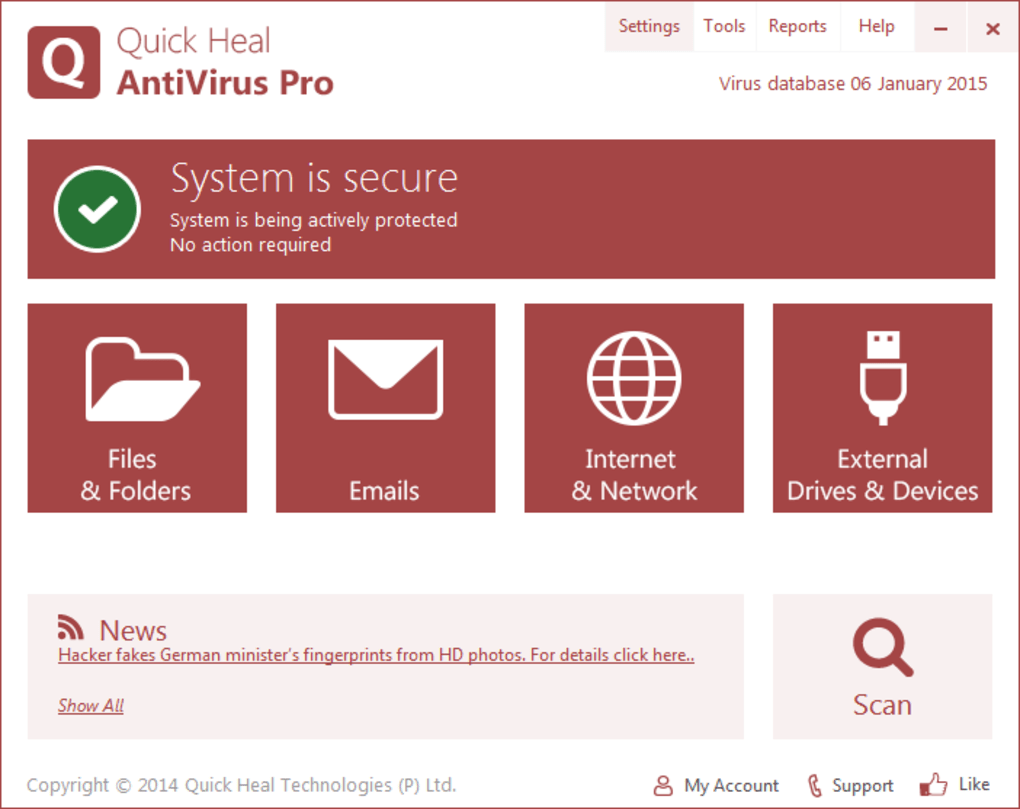 Q Quick Heal
AntiVirus Pro
Settings Tools Reports Help
Virus database 06 January 2015
System is secure
System is being actively protected
No action required
Files
& Folders
Emails
Internet
& Network
External
Drives & Devices
News
Hacker fakes German minister's fingerprints from HD photos. For details click here..
Show All
Scan
Copyright © 2014 Quick Heal Technologies (P) Ltd.
My Account Support Like